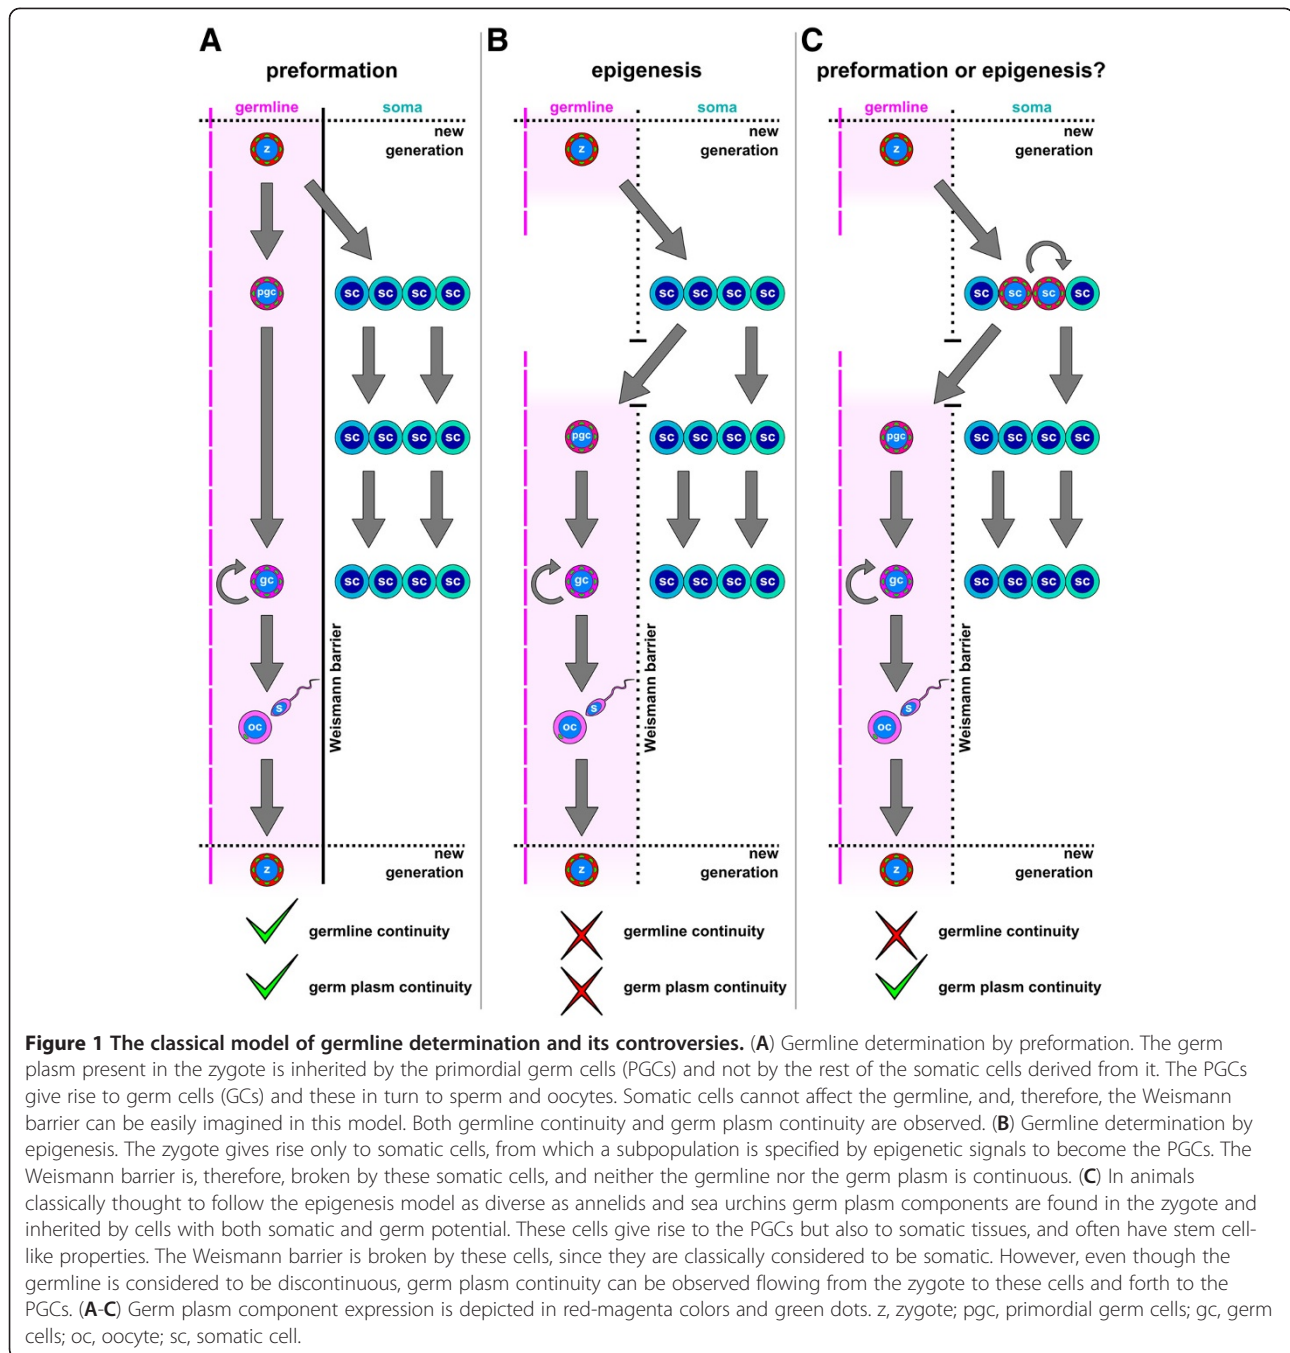 A
preformation
germline
soma
new
generation
z
pgc
sc sc sc sc
sc sc sc sc
gc
sc sc sc sc
Weismann barrier
s
oc
new
generation
z
germline continuity
germ plasm continuity
B
epigenesis
germline
soma
new
generation
z
sc sc sc sc
pgc
sc sc sc sc
gc
sc sc sc sc
Weismann barrier
s
oc
new
generation
z
germline continuity
germ plasm continuity
C
preformation or epigenesis?
germline
soma
new
generation
z
sc sc sc sc
pgc
sc sc sc sc
gc
sc sc sc sc
Weismann barrier
s
oc
new
generation
z
germline continuity
germ plasm continuity
Figure 1 The classical model of germline determination and its controversies. (A) Germline determination by preformation. The germ
plasm present in the zygote is inherited by the primordial germ cells (PGCs) and not by the rest of the somatic cells derived from it. The PGCs
give rise to germ cells (GCs) and these in turn to sperm and oocytes. Somatic cells cannot affect the germline, and, therefore, the Weismann
barrier can be easily imagined in this model. Both germline continuity and germ plasm continuity are observed. (B) Germline determination by
epigenesis. The zygote gives rise only to somatic cells, from which a subpopulation is specified by epigenetic signals to become the PGCs. The
Weismann barrier is, therefore, broken by these somatic cells, and neither the germline nor the germ plasm is continuous. (C) In animals
classically thought to follow the epigenesis model as diverse as annelids and sea urchins germ plasm components are found in the zygote and
inherited by cells with both somatic and germ potential. These cells give rise to the PGCs but also to somatic tissues, and often have stem cell-
like properties. The Weismann barrier is broken by these cells, since they are classically considered to be somatic. However, even though the
germline is considered to be discontinuous, germ plasm continuity can be observed flowing from the zygote to these cells and forth to the
PGCs. (A-C) Germ plasm component expression is depicted in red-magenta colors and green dots. z, zygote; pgc, primordial germ cells; gc, germ
cells; oc, oocyte; sc, somatic cell.